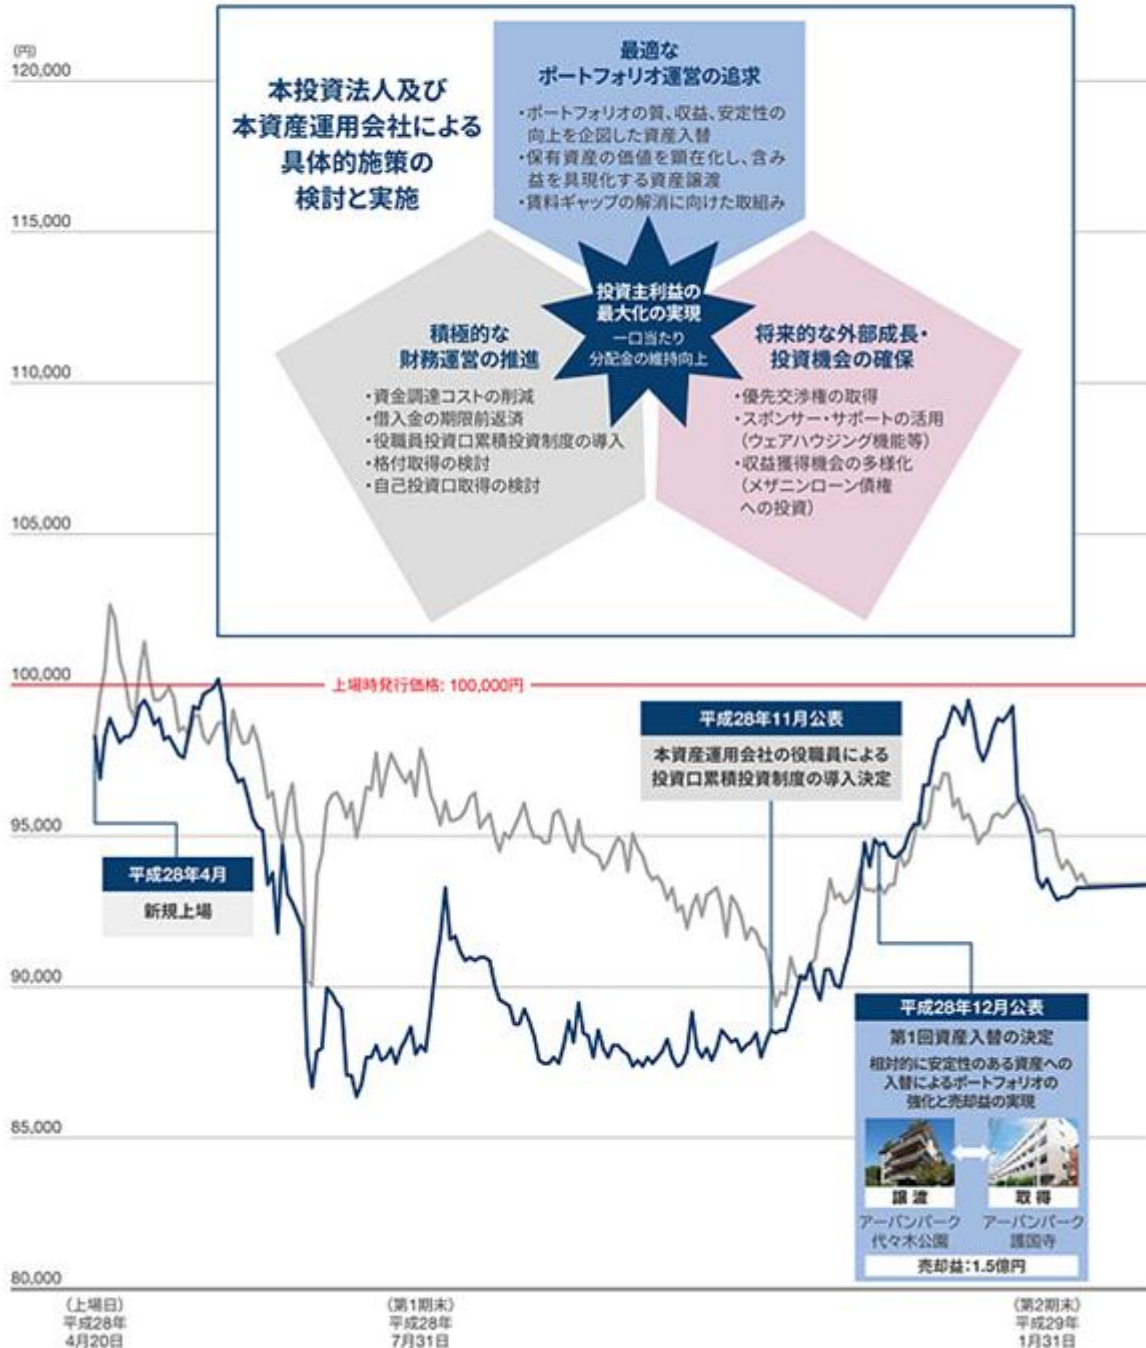 (円)
120,000
115,000
110,000
105,000
100,000
95,000
90,000
85,000
80,000
本投資法人及び
本資産運用会社による
具体的施策の
検討と実施
最適な
ポートフォリオ運営の追求
・ポートフォリオの質、収益、安定性の
向上を企図した資産入替
・保有資産の価値を顕在化し、含み
益を具現化する資産譲渡
・賃料ギャップの解消に向けた取組み
投資主利益の
最大化の実現
一口当たり
分配金の維持向上
積極的な
財務運営の推進
・資金調達コストの削減
・借入金の期限前返済
・役職員投資口累積投資制度の導入
・格付取得の検討
・自己投資口取得の検討
将来的な外部成長・
投資機会の確保
・優先交渉権の取得
・スポンサー・サポートの活用
(ウェアハウジング機能等)
・収益獲得機会の多様化
(メザニンローン債権
への投資)
上場時発行価格: 100,000円
平成28年4月
新規上場
平成28年11月公表
本資産運用会社の役職員による
投資口累積投資制度の導入決定
平成28年12月公表
第1回資産入替の決定
相対的に安定性のある資産への
入替によるポートフォリオの
強化と売却益の実現
譲渡
取得
アーバンパーク
代々木公園
アーバンパーク
護国寺
売却益:1.5億円
(上場日)
平成28年
4月20日
(第1期末)
平成28年
7月31日
(第2期末)
平成29年
1月31日